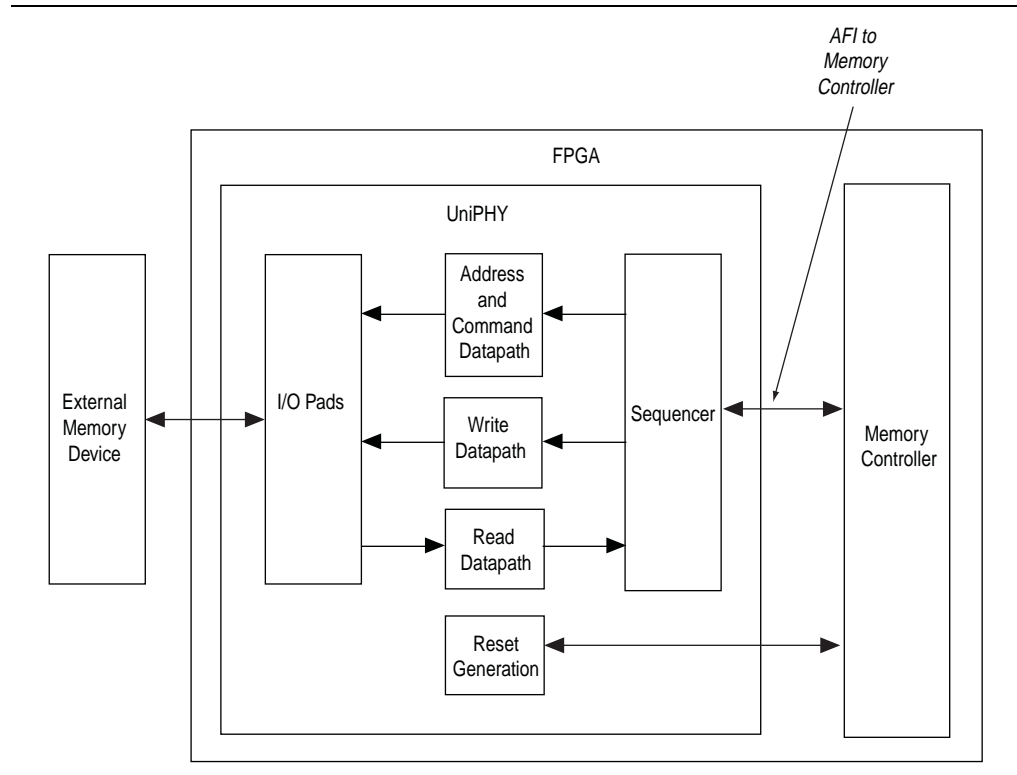 AFI to
Memory
Controller
FPGA
UniPHY
External
Memory
Device
I/O Pads
Address
and
Command
Datapath
Write
Datapath
Read
Datapath
Reset
Generation
Sequencer
Memory
Controller